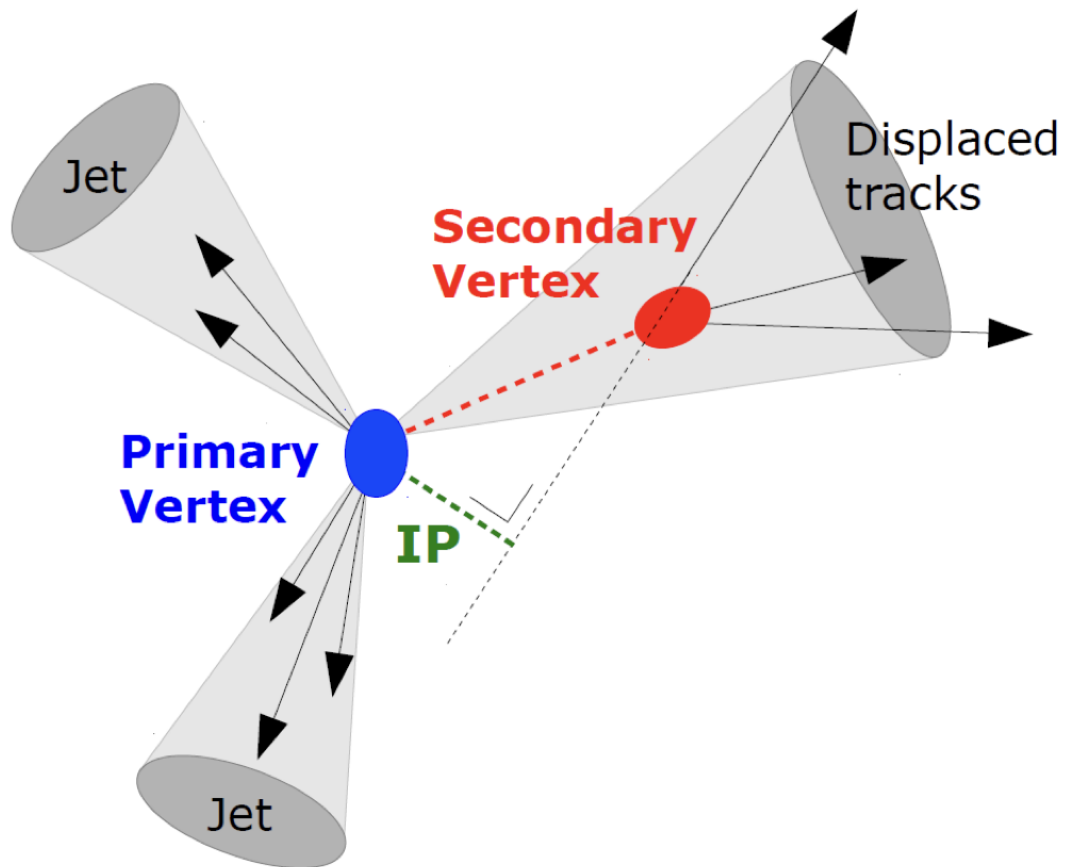 Jet
Displaced
tracks
Secondary
Vertex
Primary
Vertex
IP
Jet